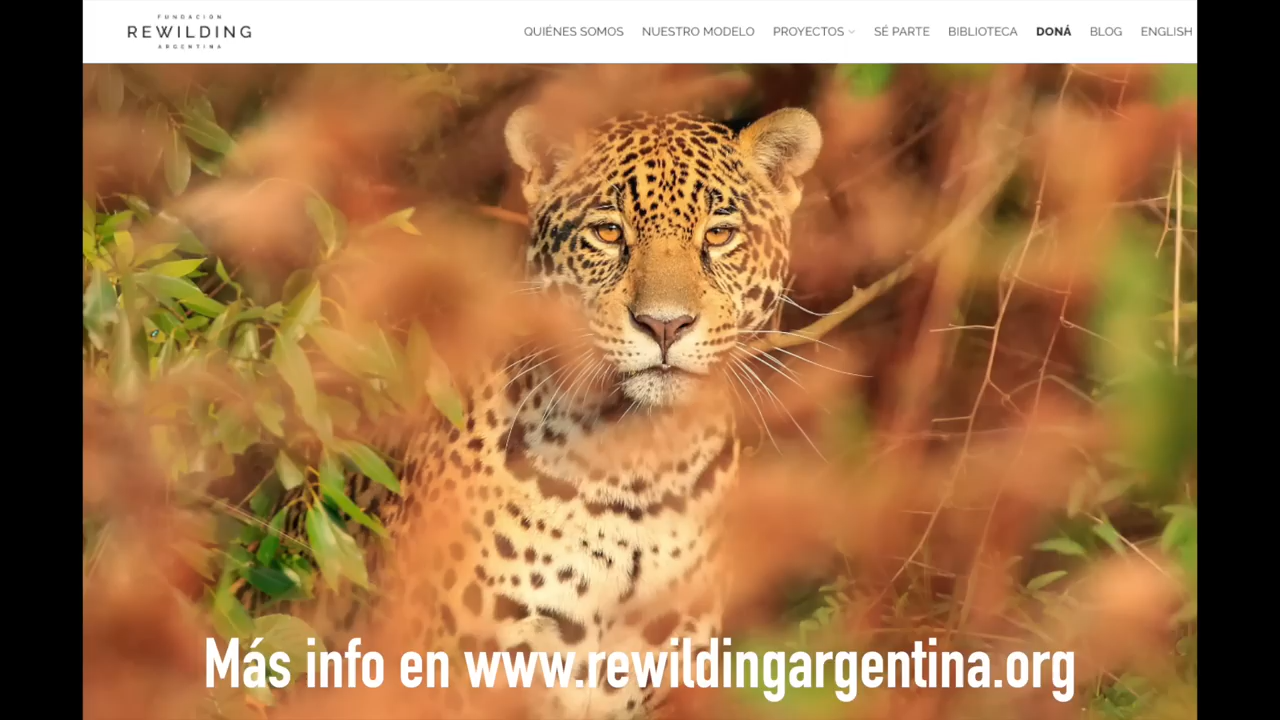 FUNDACIÓN
REWILDING
ARGENTINA
QUIÉNES SOMOS NUESTRO MODELO PROYECTOS SÉ PARTE BIBLIOTECA DONÁ BLOG ENGLISH
Más info en www.rewildingargentina.org